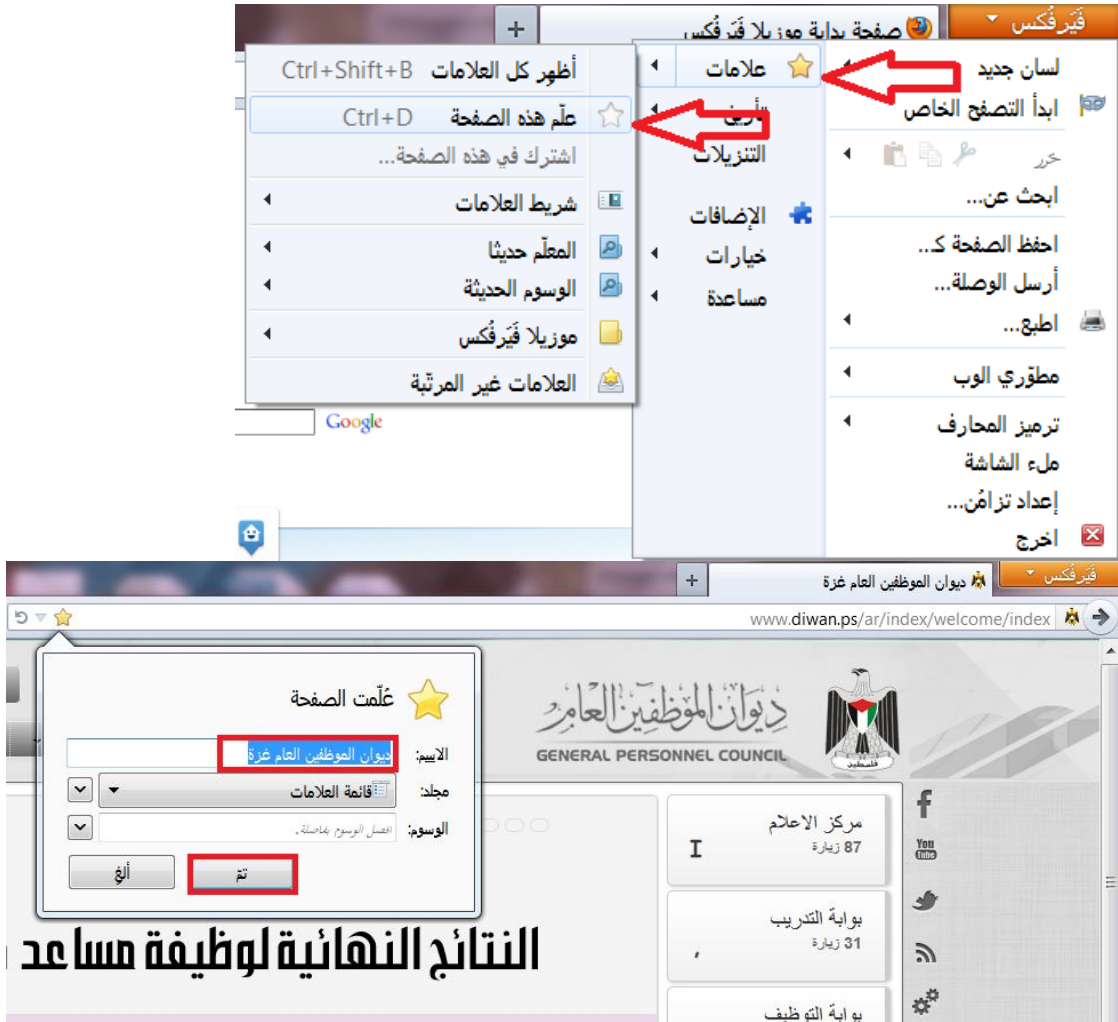 فَيَرفُكس
صفحة بداية موزيلا فَيَرفُكس
+
لسان جديد
ابدأ التصفح الخاص
حَرر
ابحث عن...
احفظ الصفحة كـ...
أرسل الوصلة...
اطبع...
مطوّري الوب
ترميز المحارف
ملء الشاشة
إعداد تزامُن...
اخرج
علامات
تأريخ
التنزيلات
الإضافات
خيارات
مساعدة
أظهر كل العلامات Ctrl+Shift+B
علّم هذه الصفحة Ctrl+D
اشترك في هذه الصفحة...
شريط العلامات
المعلّم حديثا
الوسوم الحديثة
موزيلا فَيَرفُكس
العلامات غير المرتّبة
Google
فَيَرفُكس
ديوان الموظفين العام غزة
+
www.diwan.ps/ar/index/welcome/index
عُلّمت الصفحة
الاسم: ديوان الموظفين العام غزة
مجلد: قائمة العلامات
الوسوم: افصل الوسوم بفاصلة.
تمّ
ألغِ
ديوان الموظفين العام
GENERAL PERSONNEL COUNCIL
فلسطين
مركز الاعلام
87 زيارة
بوابة التدريب
31 زيارة
بوابة التوظيف
f
You
Tube
النتائج النهائية لوظيفة مساعد